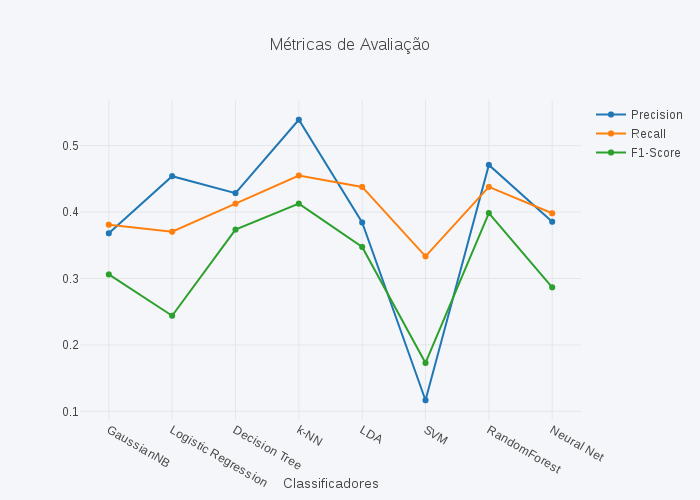 Métricas de Avaliação
Precision
Recall
F1-Score
0.5
0.4
0.3
0.2
0.1
GaussianNB
Logistic Regression
Decision Tree
k-NN
LDA
SVM
RandomForest
Neural Net
Classificadores